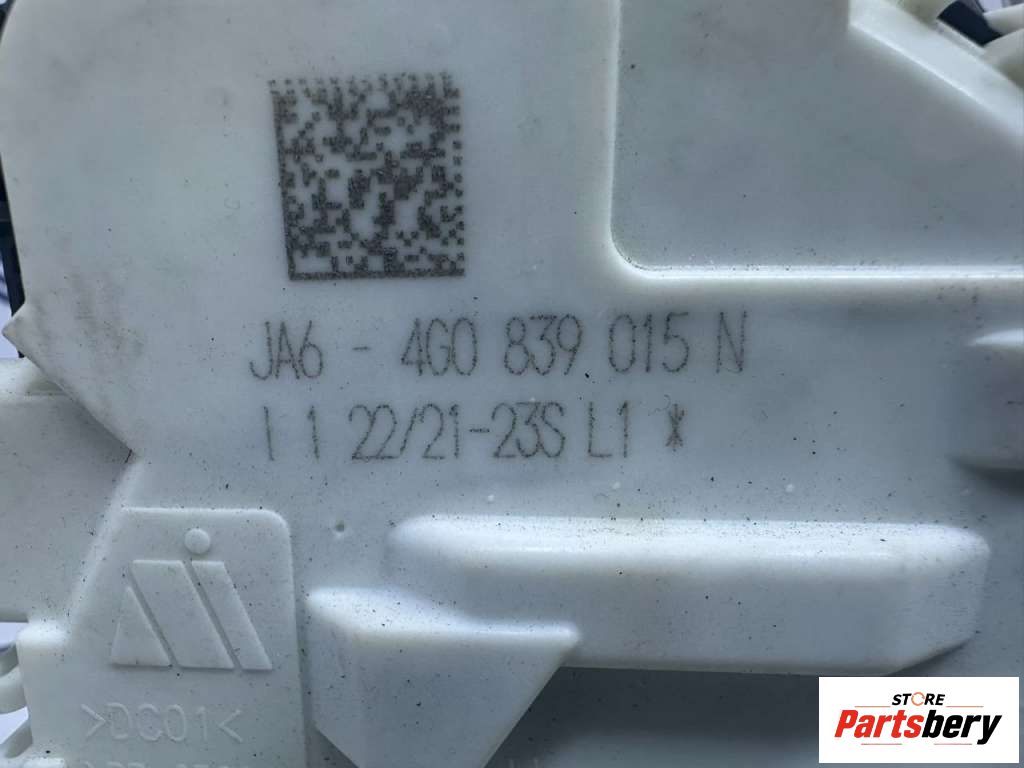 JA6 - 4G0 839 015 N
I 1 22/21-23S L1 *
>DC01<
STORE
Partsbery